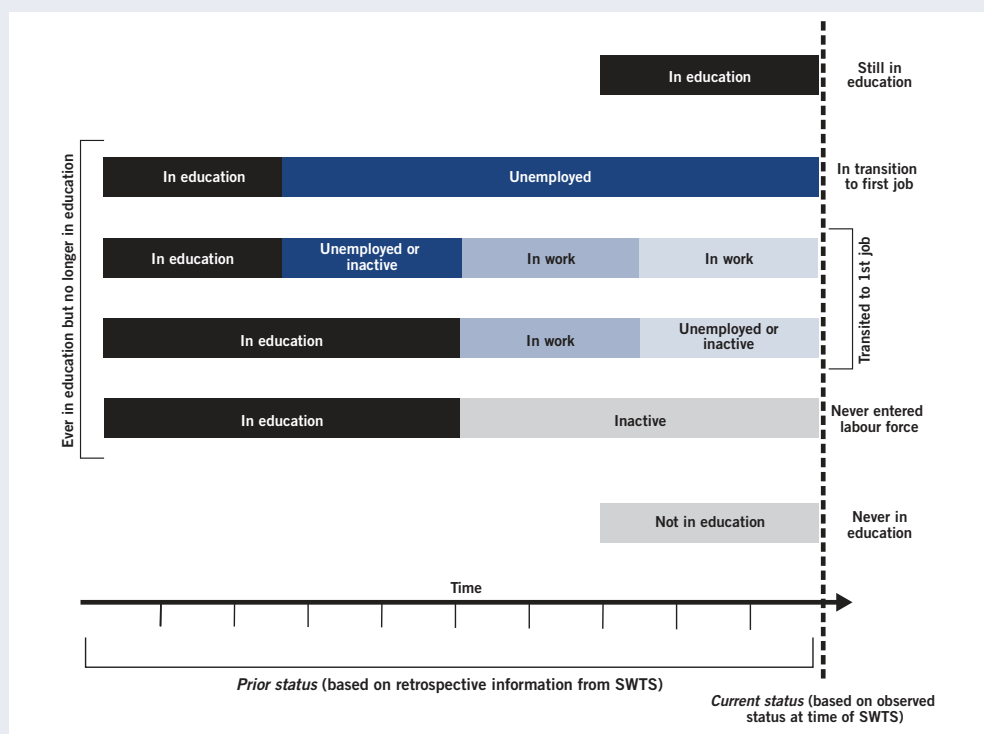 In education
Still in
education
Ever in education but no longer in education
In education
Unemployed
In transition
to first job
In education
Unemployed or
inactive
In work
In work
Transited to 1st job
In education
In work
Unemployed or
inactive
In education
Inactive
Never entered
labour force
Not in education
Never in
education
Time
Prior status (based on retrospective information from SWTS)
Current status (based on observed
status at time of SWTS)